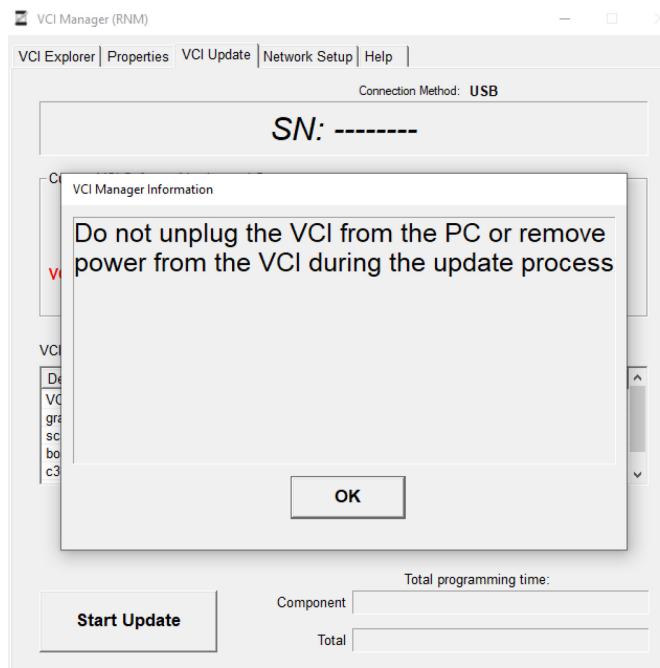 VCI Manager (RNM)
VCI Explorer Properties VCI Update Network Setup Help
Connection Method: USB
SN: --------
VCI Manager Information
Do not unplug the VCI from the PC or remove
power from the VCI during the update process
VCI
OK
Total programming time:
Component
Start Update
Total